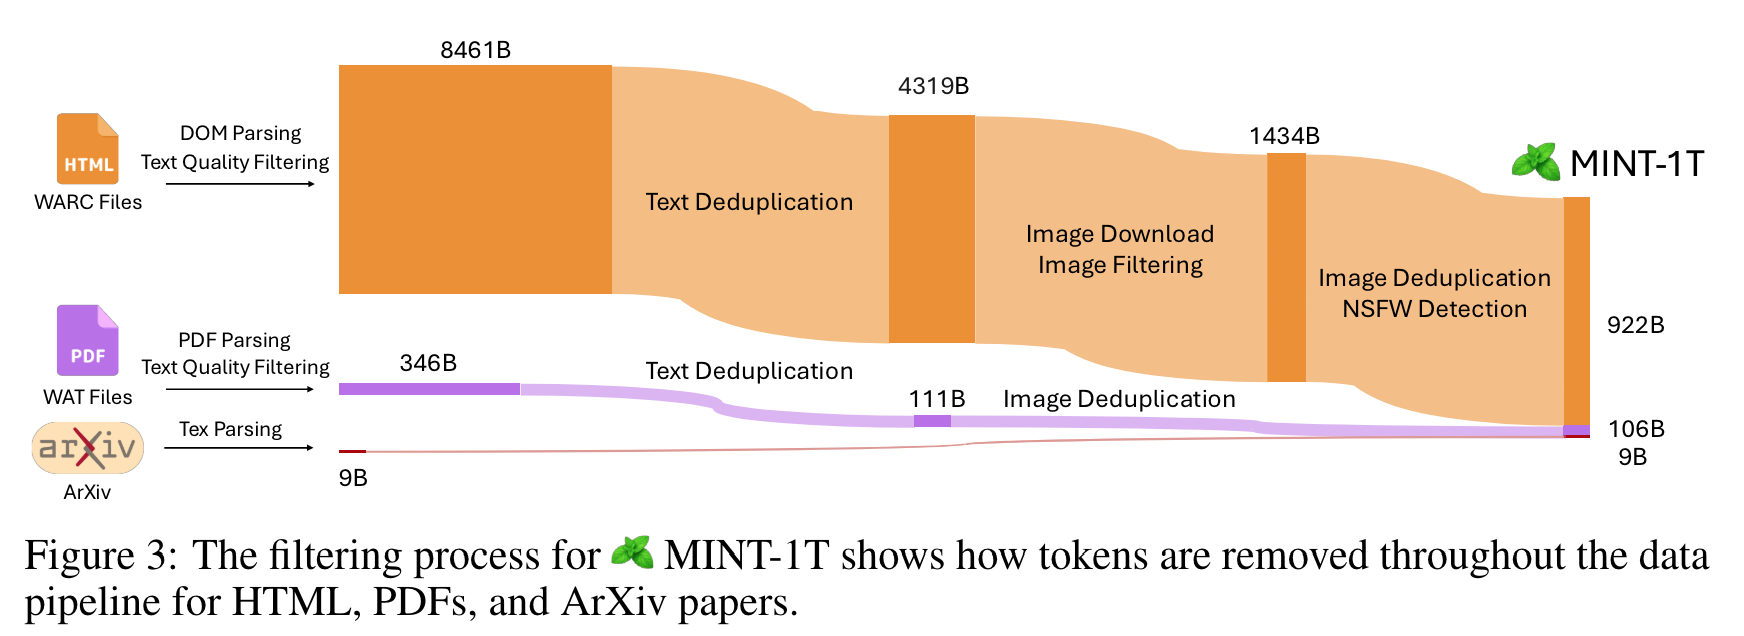 8461B
4319B
1434B
HTML
WARC Files
DOM Parsing
Text Quality Filtering
Text Deduplication
Image Download
Image Filtering
Image Deduplication
NSFW Detection
MINT-1T
922B
PDF
WAT Files
PDF Parsing
Text Quality Filtering
346B
Text Deduplication
111B
Image Deduplication
106B
arXiv
ArXiv
Tex Parsing
9B
9B
Figure 3: The filtering process for MINT-1T shows how tokens are removed throughout the data
pipeline for HTML, PDFs, and ArXiv papers.